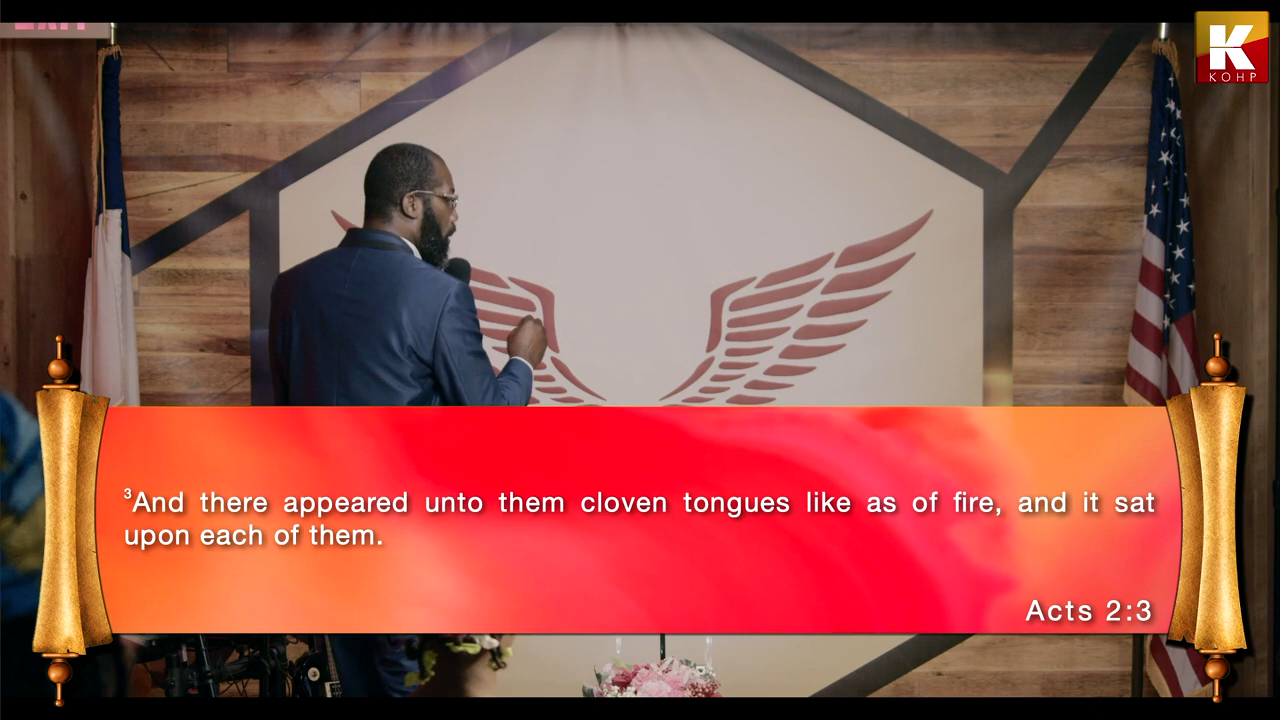 EXIT
K
KOHP
³And there appeared unto them cloven tongues like as of fire, and it sat
upon each of them.
Acts 2:3